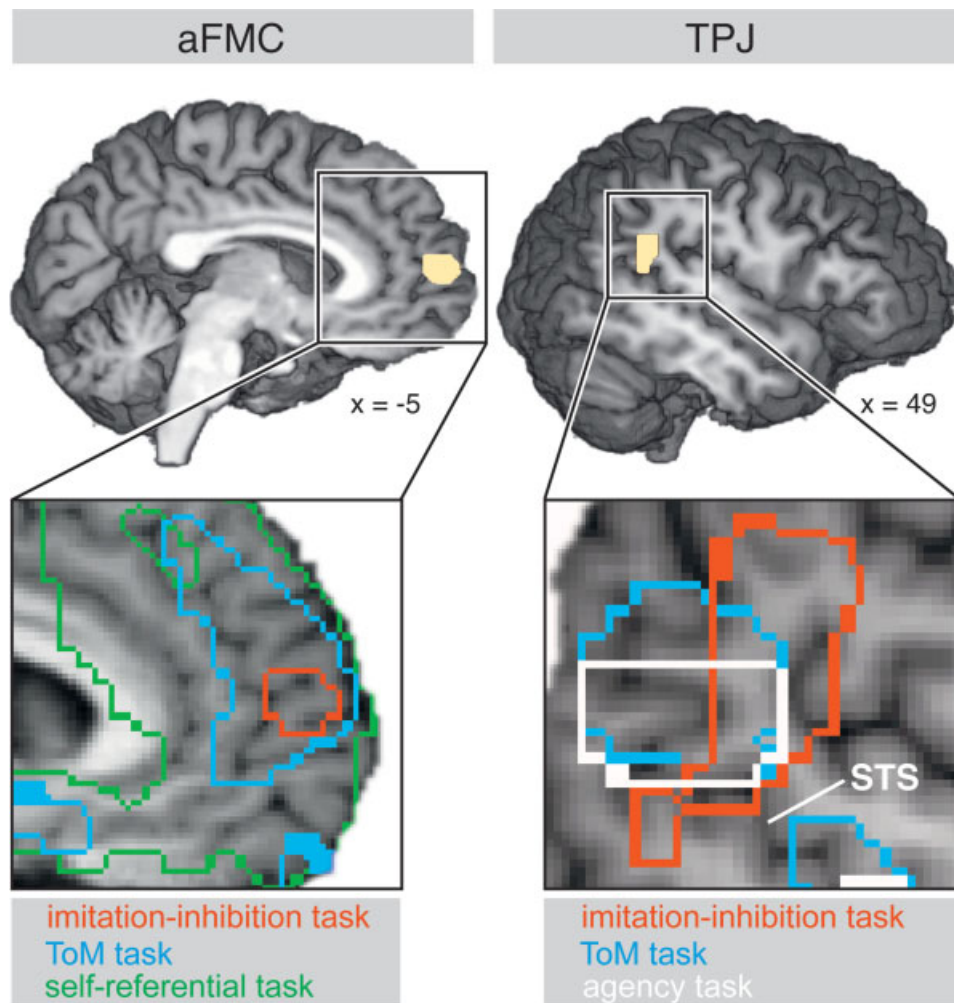 aFMC
TPJ
x = -5
x = 49
STS
imitation-inhibition task
ToM task
self-referential task
imitation-inhibition task
ToM task
agency task